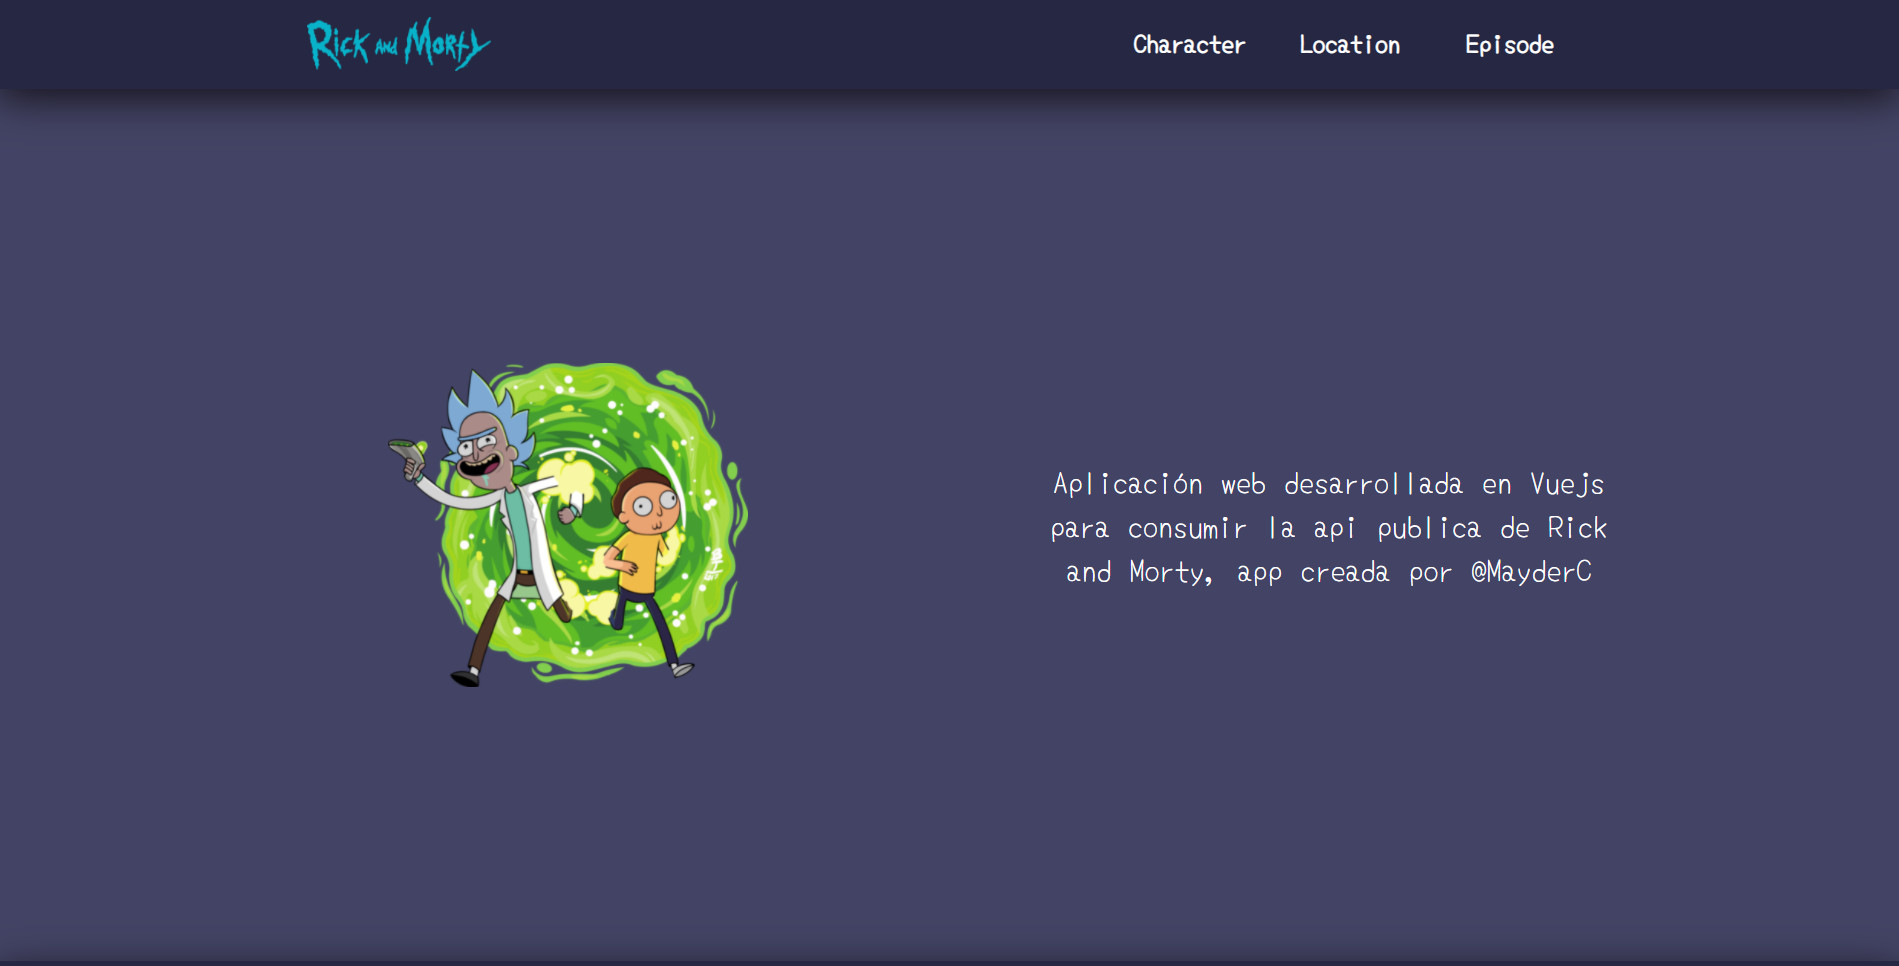 Rick and Morty
Character Location Episode
Aplicación web desarrollada en Vuejs
para consumir la api publica de Rick
and Morty, app creada por @MayderC